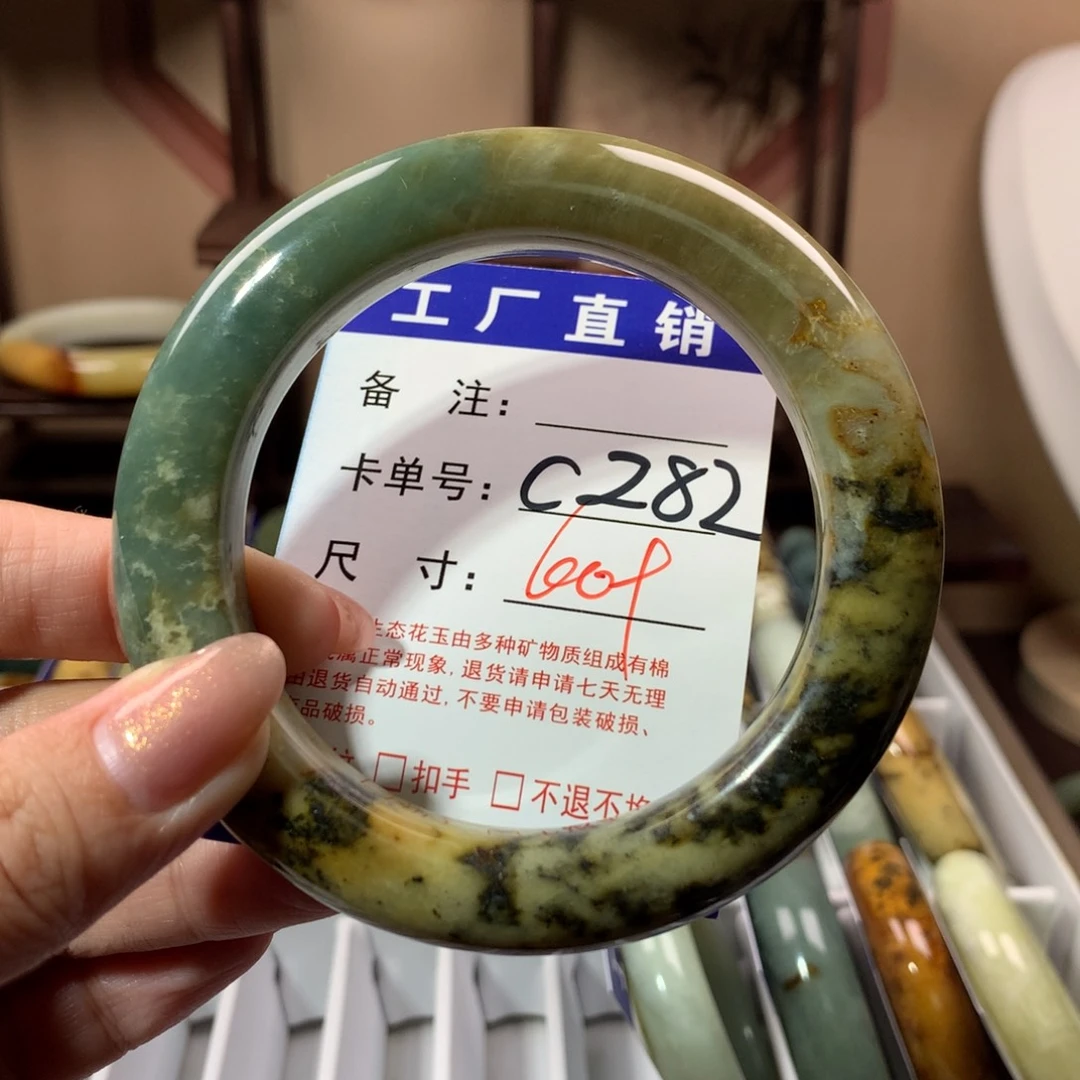 工厂直销
备 注:
卡单号: C282
尺 寸: 60
生态花玉由多种矿物质组成有棉
属正常现象,退货请申请七天无理
由退货自动通过,不要申请包装破损、
产品破损。
□扣手 □不退不换